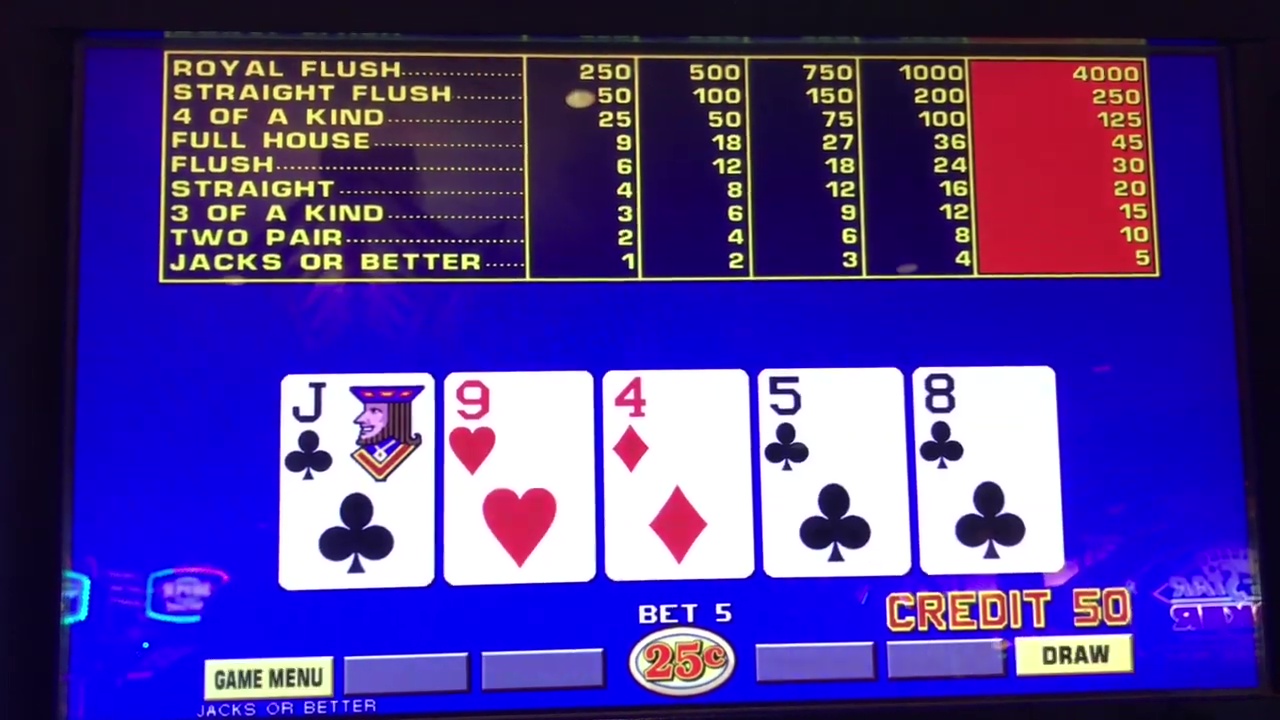 ROYAL FLUSH 250 500 750 1000 4000
STRAIGHT FLUSH 50 100 150 200 250
4 OF A KIND 25 50 75 100 125
FULL HOUSE 9 18 27 36 45
FLUSH 6 12 18 24 30
STRAIGHT 4 8 12 16 20
3 OF A KIND 3 6 9 12 15
TWO PAIR 2 4 6 8 10
JACKS OR BETTER 1 2 3 4 5
J 9 4 5 8
BET 5
CREDIT 50
GAME MENU
25¢
DRAW
JACKS OR BETTER